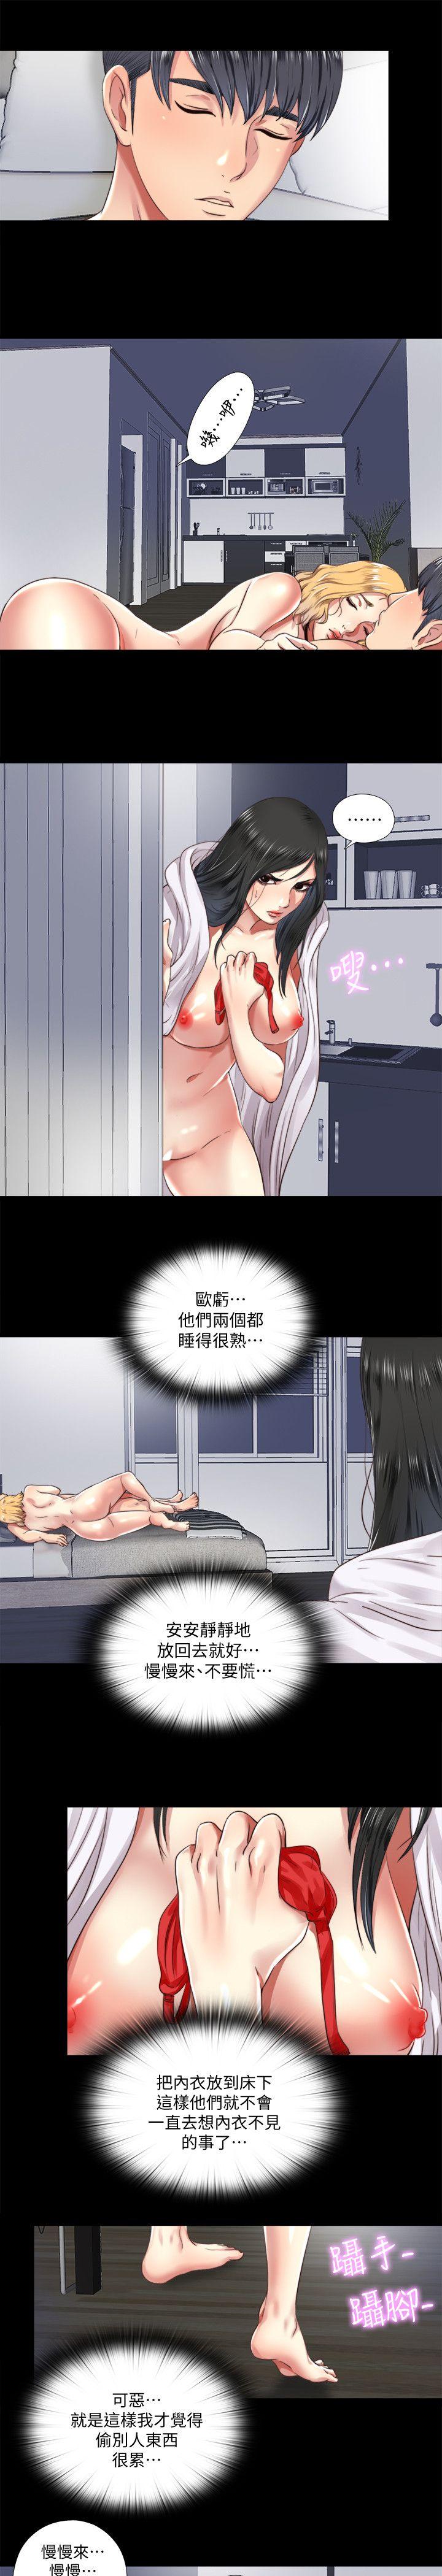 嘰…咿…
……
嗖…
歐虧…
他們兩個都
睡得很熟…
安安靜靜地
放回去就好…
慢慢來、不要慌…
把內衣放到床下
這樣他們就不會
一直去想內衣不見
的事了…
躡手-
躡腳-
可惡…
就是這樣我才覺得
偷別人東西
很累…
慢慢來…
慢慢…